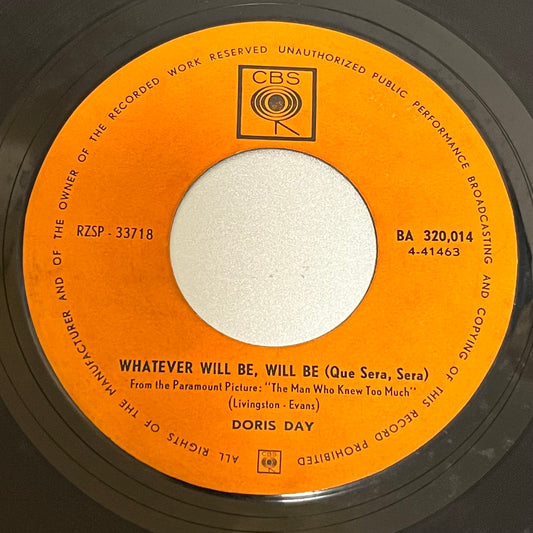 ALL RIGHTS OF THE MANUFACTURER AND OF THE OWNER OF THE RECORDED WORK RESERVED UNAUTHORIZED PUBLIC PERFORMANCE BROADCASTING AND COPYING OF THIS RECORD PROHIBITED
CBS
RZSP - 33718
BA 320,014
4-41463
WHATEVER WILL BE, WILL BE (Que Sera, Sera)
From the Paramount Picture: "The Man Who Knew Too Much"
(Livingston - Evans)
DORIS DAY
CBS